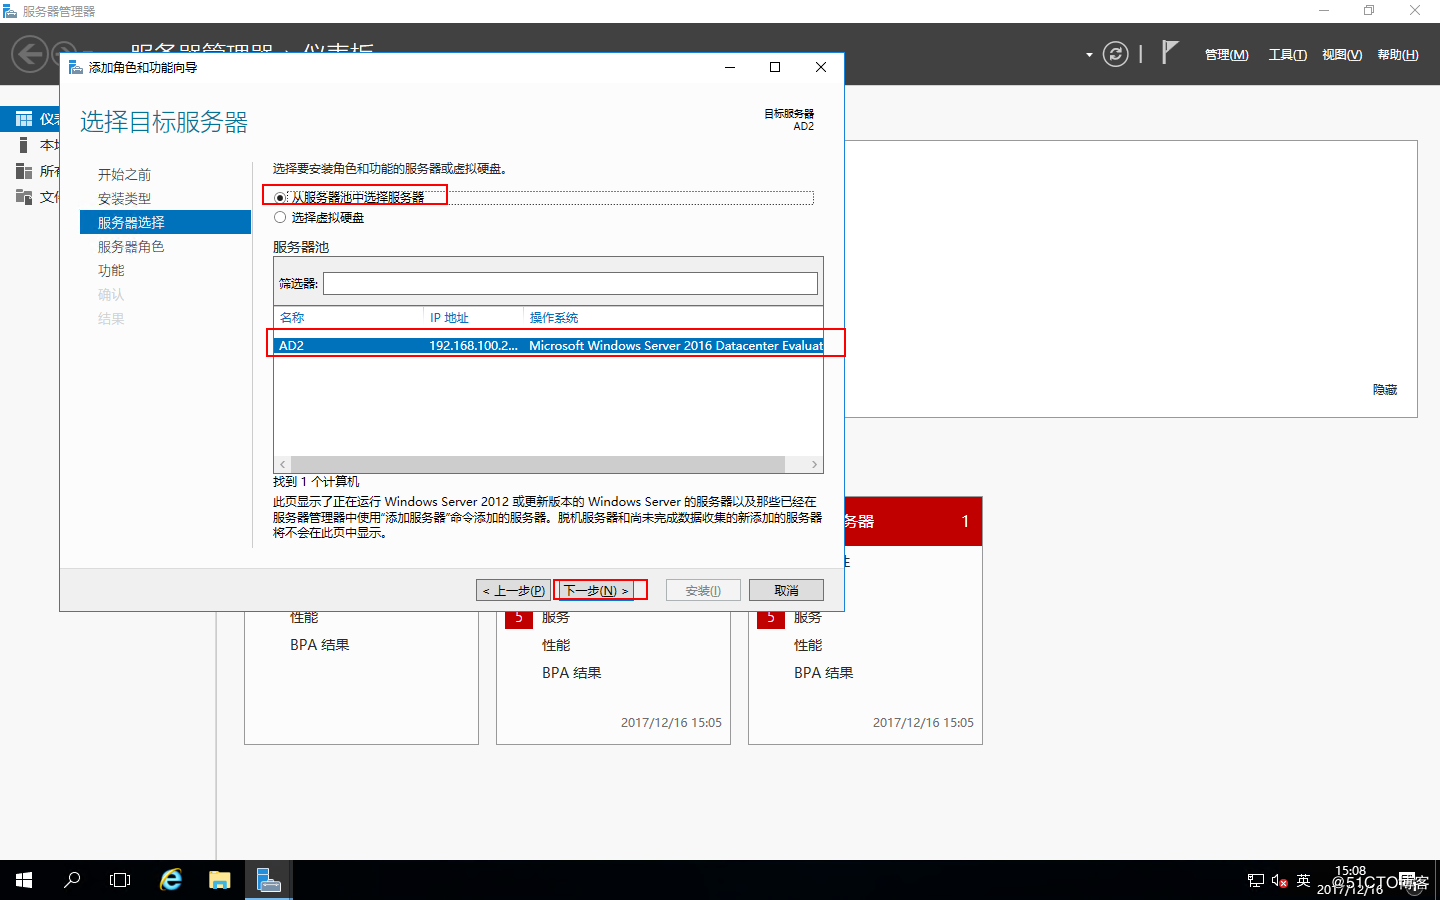 服务器管理器
服务器管理器 · 仪表板
管理(M)
工具(T)
视图(V)
帮助(H)
添加角色和功能向导
选择目标服务器
目标服务器
AD2
开始之前
安装类型
服务器选择
服务器角色
功能
确认
结果
选择要安装角色和功能的服务器或虚拟硬盘。
从服务器池中选择服务器
选择虚拟硬盘
服务器池
筛选器:
名称 IP 地址 操作系统
AD2 192.168.100.2... Microsoft Windows Server 2016 Datacenter Evaluat
找到 1 个计算机
此页显示了正在运行 Windows Server 2012 或更新版本的 Windows Server 的服务器以及那些已经在
服务器管理器中使用"添加服务器"命令添加的服务器。脱机服务器和尚未完成数据收集的新添加的服务器
将不会在此页中显示。
< 上一步(P)
下一步(N) >
安装(I)
取消
隐藏
务器 1
性能
BPA 结果
5 服务
性能
BPA 结果
2017/12/16 15:05
5 服务
性能
BPA 结果
2017/12/16 15:05
英
15:08
2017/12/16
@51CTO博客